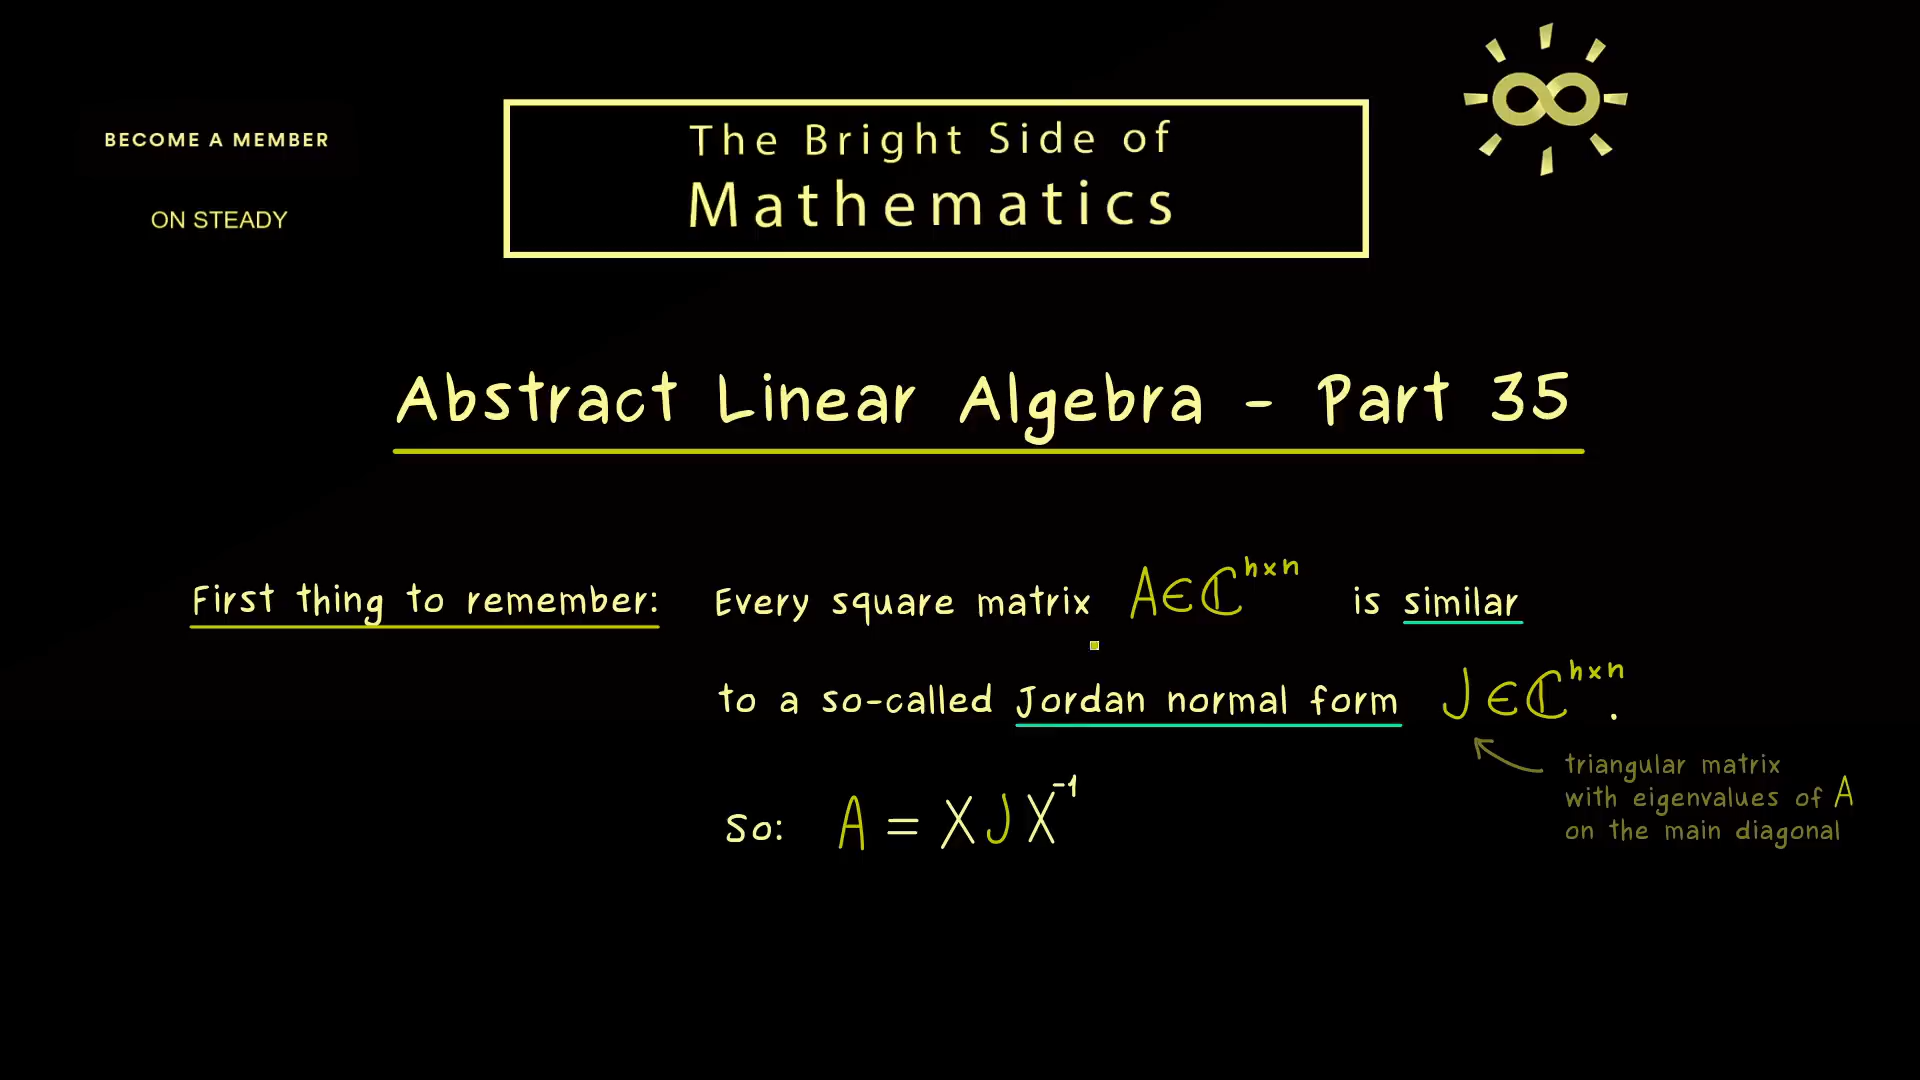 BECOME A MEMBER
ON STEADY
The Bright Side of
Mathematics
Abstract Linear Algebra - Part 35
First thing to remember: Every square matrix A∈ℂⁿˣⁿ is similar
to a so-called Jordan normal form J∈ℂⁿˣⁿ.
triangular matrix
with eigenvalues of A
on the main diagonal
So: A = XJX⁻¹